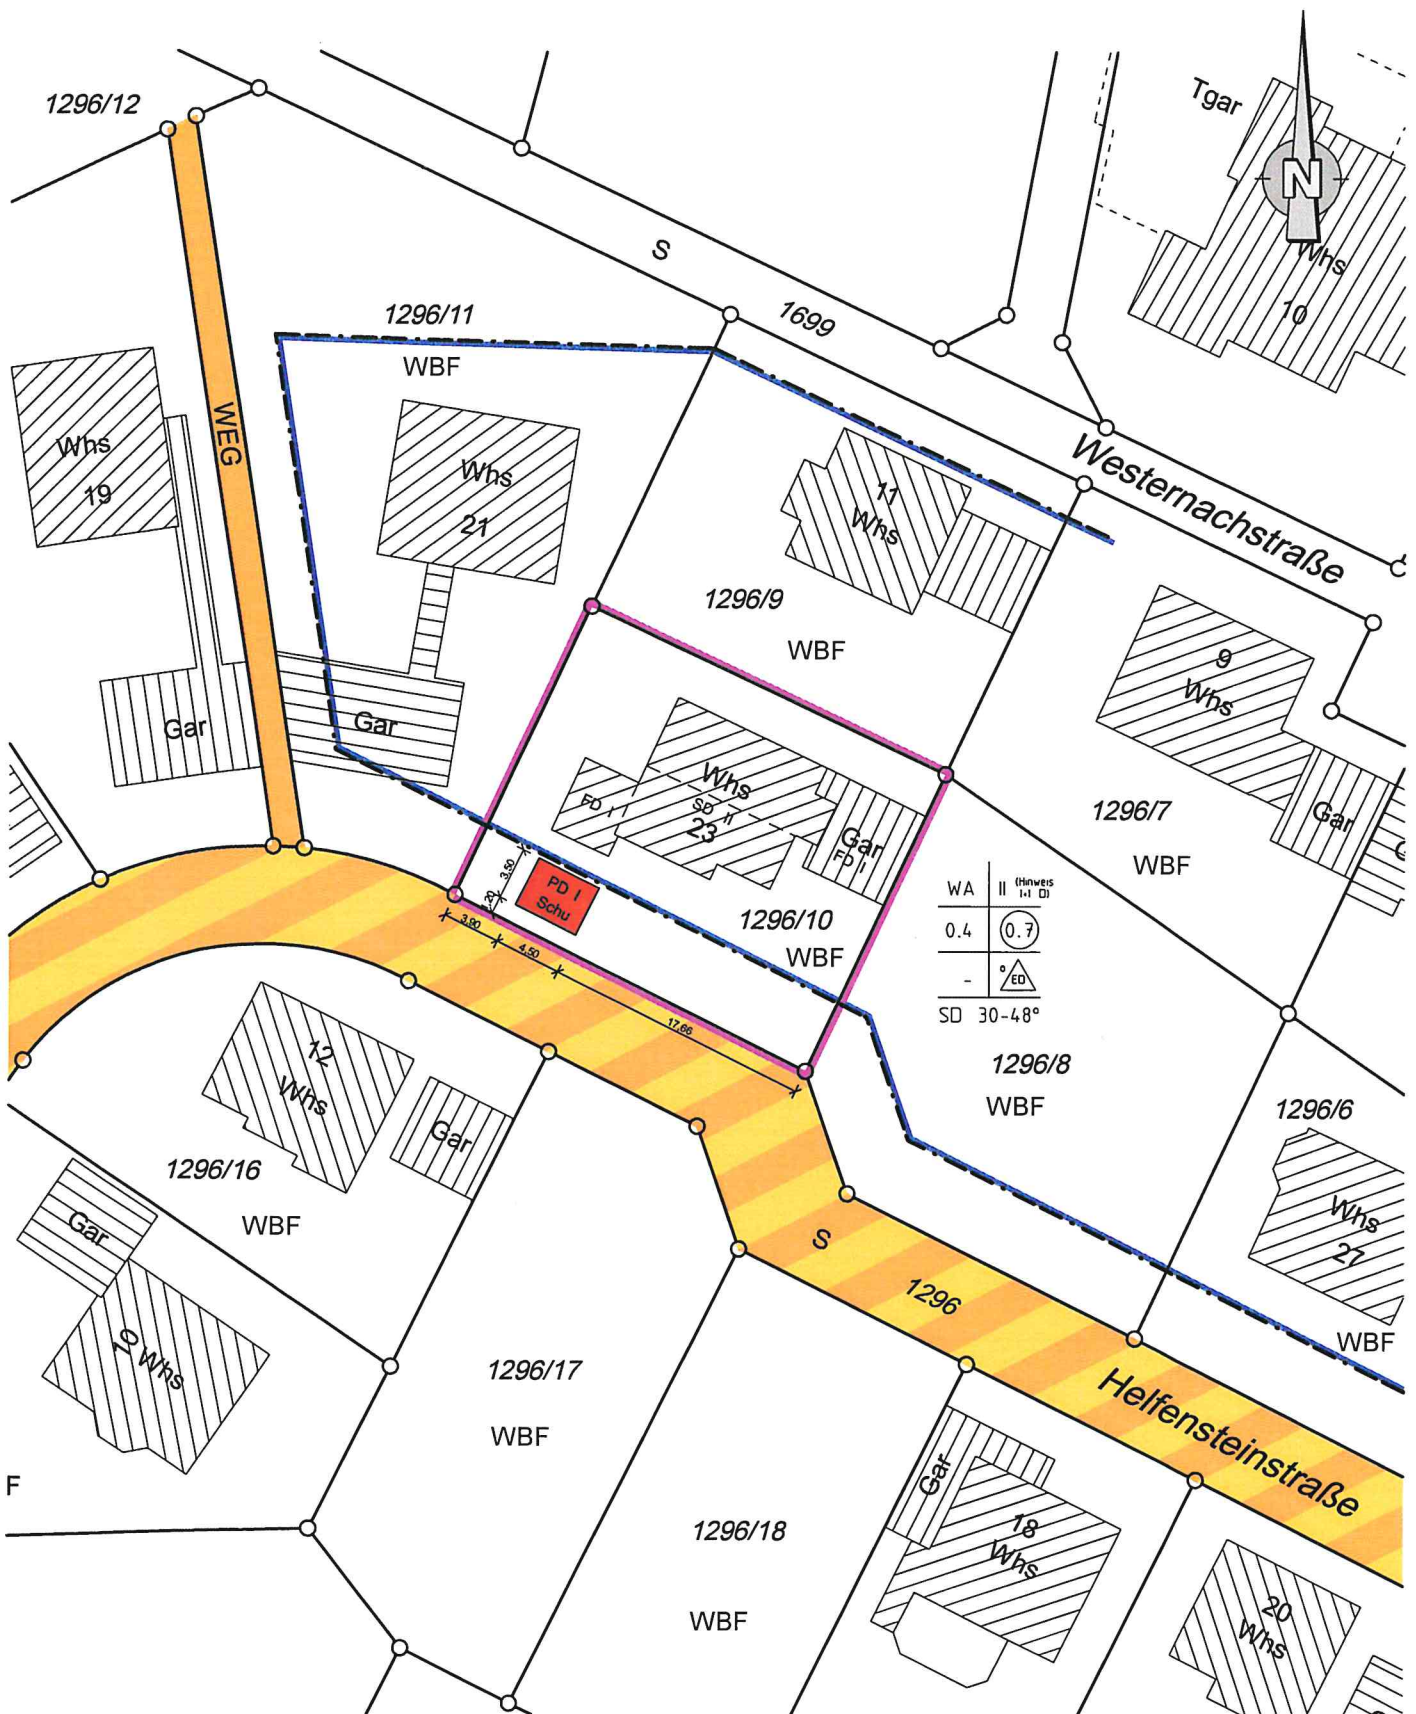 1296/12
Tgar
N
Whs
10
S
1699
1296/11
WBF
WEG
Whs
19
Whs
21
11
Whs
Westernachstraße
1296/9
WBF
9
Whs
Gar
Gar
Whs
SD II
23
FD I
Gar
FD I
1296/7
WBF
Gar
3,50
PD I
Schu
3,90
4,50
17,66
1296/10
WBF
WA II (Hinweis
1+1 D)
0.4 0.7
- ED
SD 30-48°
1296/8
WBF
1296/6
Whs
27
WBF
12
Whs
Gar
1296/16
WBF
Gar
10
Whs
S
1296
Helfensteinstraße
1296/17
WBF
F
Gar
18
Whs
1296/18
WBF
20
Whs